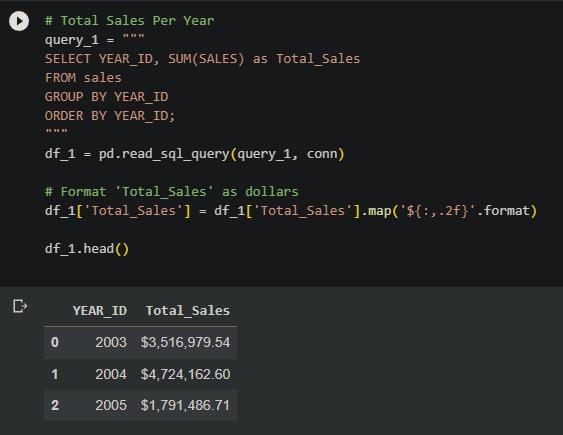 # Total Sales Per Year
query_1 = """
SELECT YEAR_ID, SUM(SALES) as Total_Sales
FROM sales
GROUP BY YEAR_ID
ORDER BY YEAR_ID;
"""
df_1 = pd.read_sql_query(query_1, conn)
# Format 'Total_Sales' as dollars
df_1['Total_Sales'] = df_1['Total_Sales'].map('${:,.2f}'.format)
df_1.head()
YEAR_ID Total_Sales
0 2003 $3,516,979.54
1 2004 $4,724,162.60
2 2005 $1,791,486.71